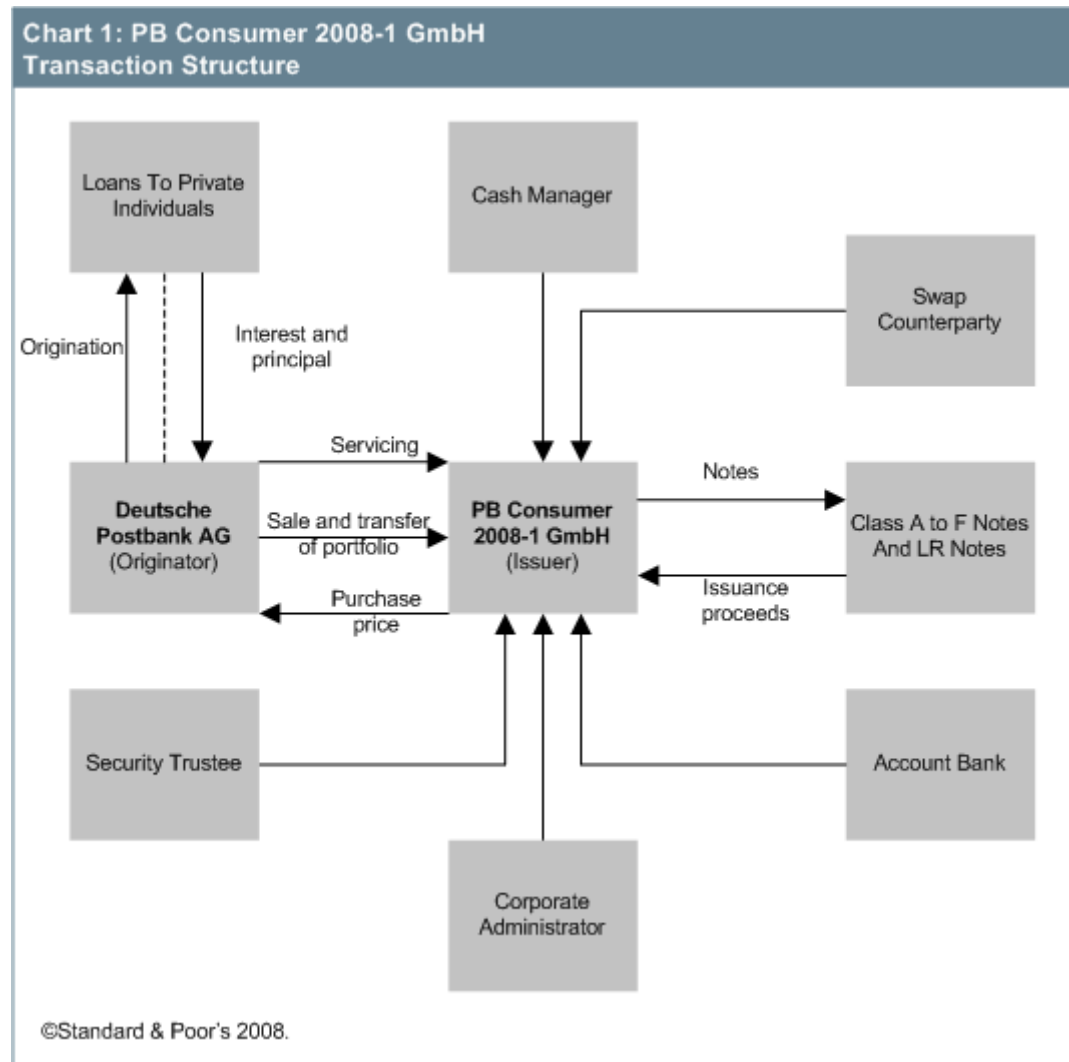 Chart 1: PB Consumer 2008-1 GmbH
Transaction Structure
Loans To Private
Individuals
Cash Manager
Swap
Counterparty
Origination
Interest and
principal
Servicing
Notes
Deutsche
Postbank AG
(Originator)
Sale and transfer
of portfolio
PB Consumer
2008-1 GmbH
(Issuer)
Class A to F Notes
And LR Notes
Purchase
price
Issuance
proceeds
Security Trustee
Account Bank
Corporate
Administrator
©Standard & Poor's 2008.